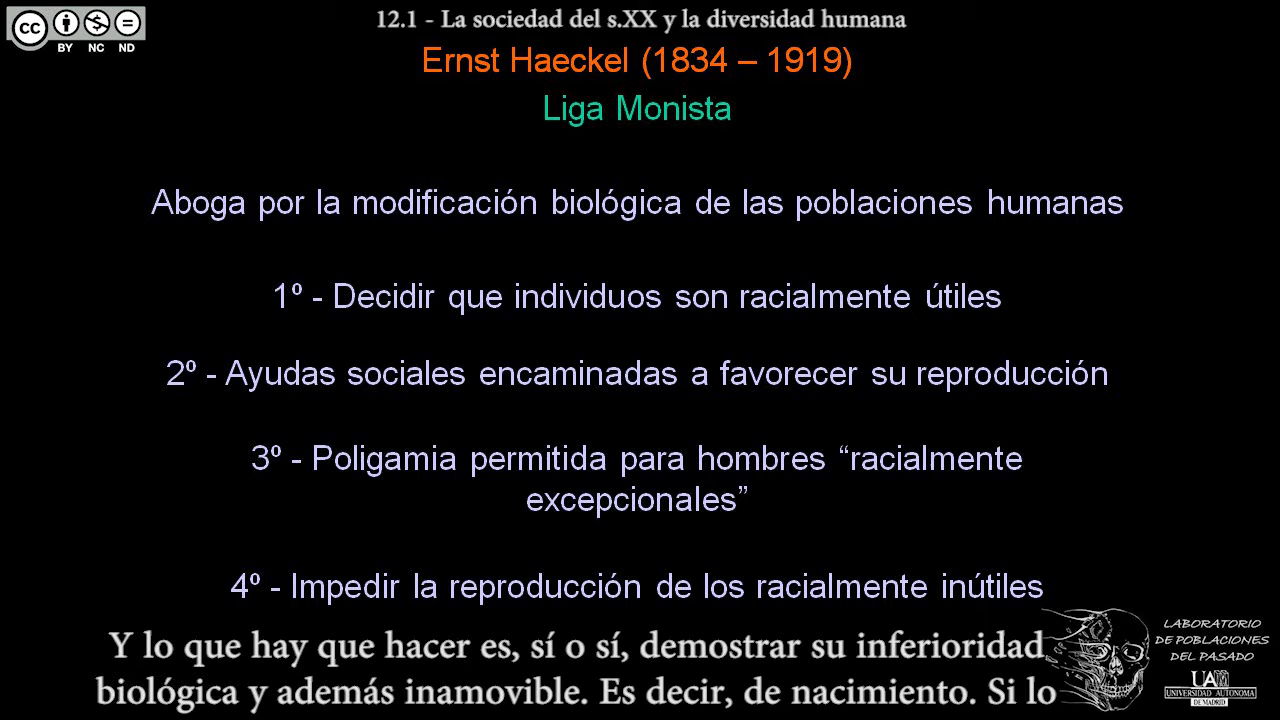 12.1 - La sociedad del s.XX y la diversidad humana
cc
BY NC ND
Ernst Haeckel (1834 – 1919)
Liga Monista
Aboga por la modificación biológica de las poblaciones humanas
1º - Decidir que individuos son racialmente útiles
2º - Ayudas sociales encaminadas a favorecer su reproducción
3º - Poligamia permitida para hombres “racialmente
excepcionales”
4º - Impedir la reproducción de los racialmente inútiles
Y lo que hay que hacer es, sí o sí, demostrar su inferioridad
biológica y además inamovible. Es decir, de nacimiento. Si lo
LABORATORIO
DE POBLACIONES
DEL PASADO
UAM
UNIVERSIDAD AUTONOMA
DE MADRID